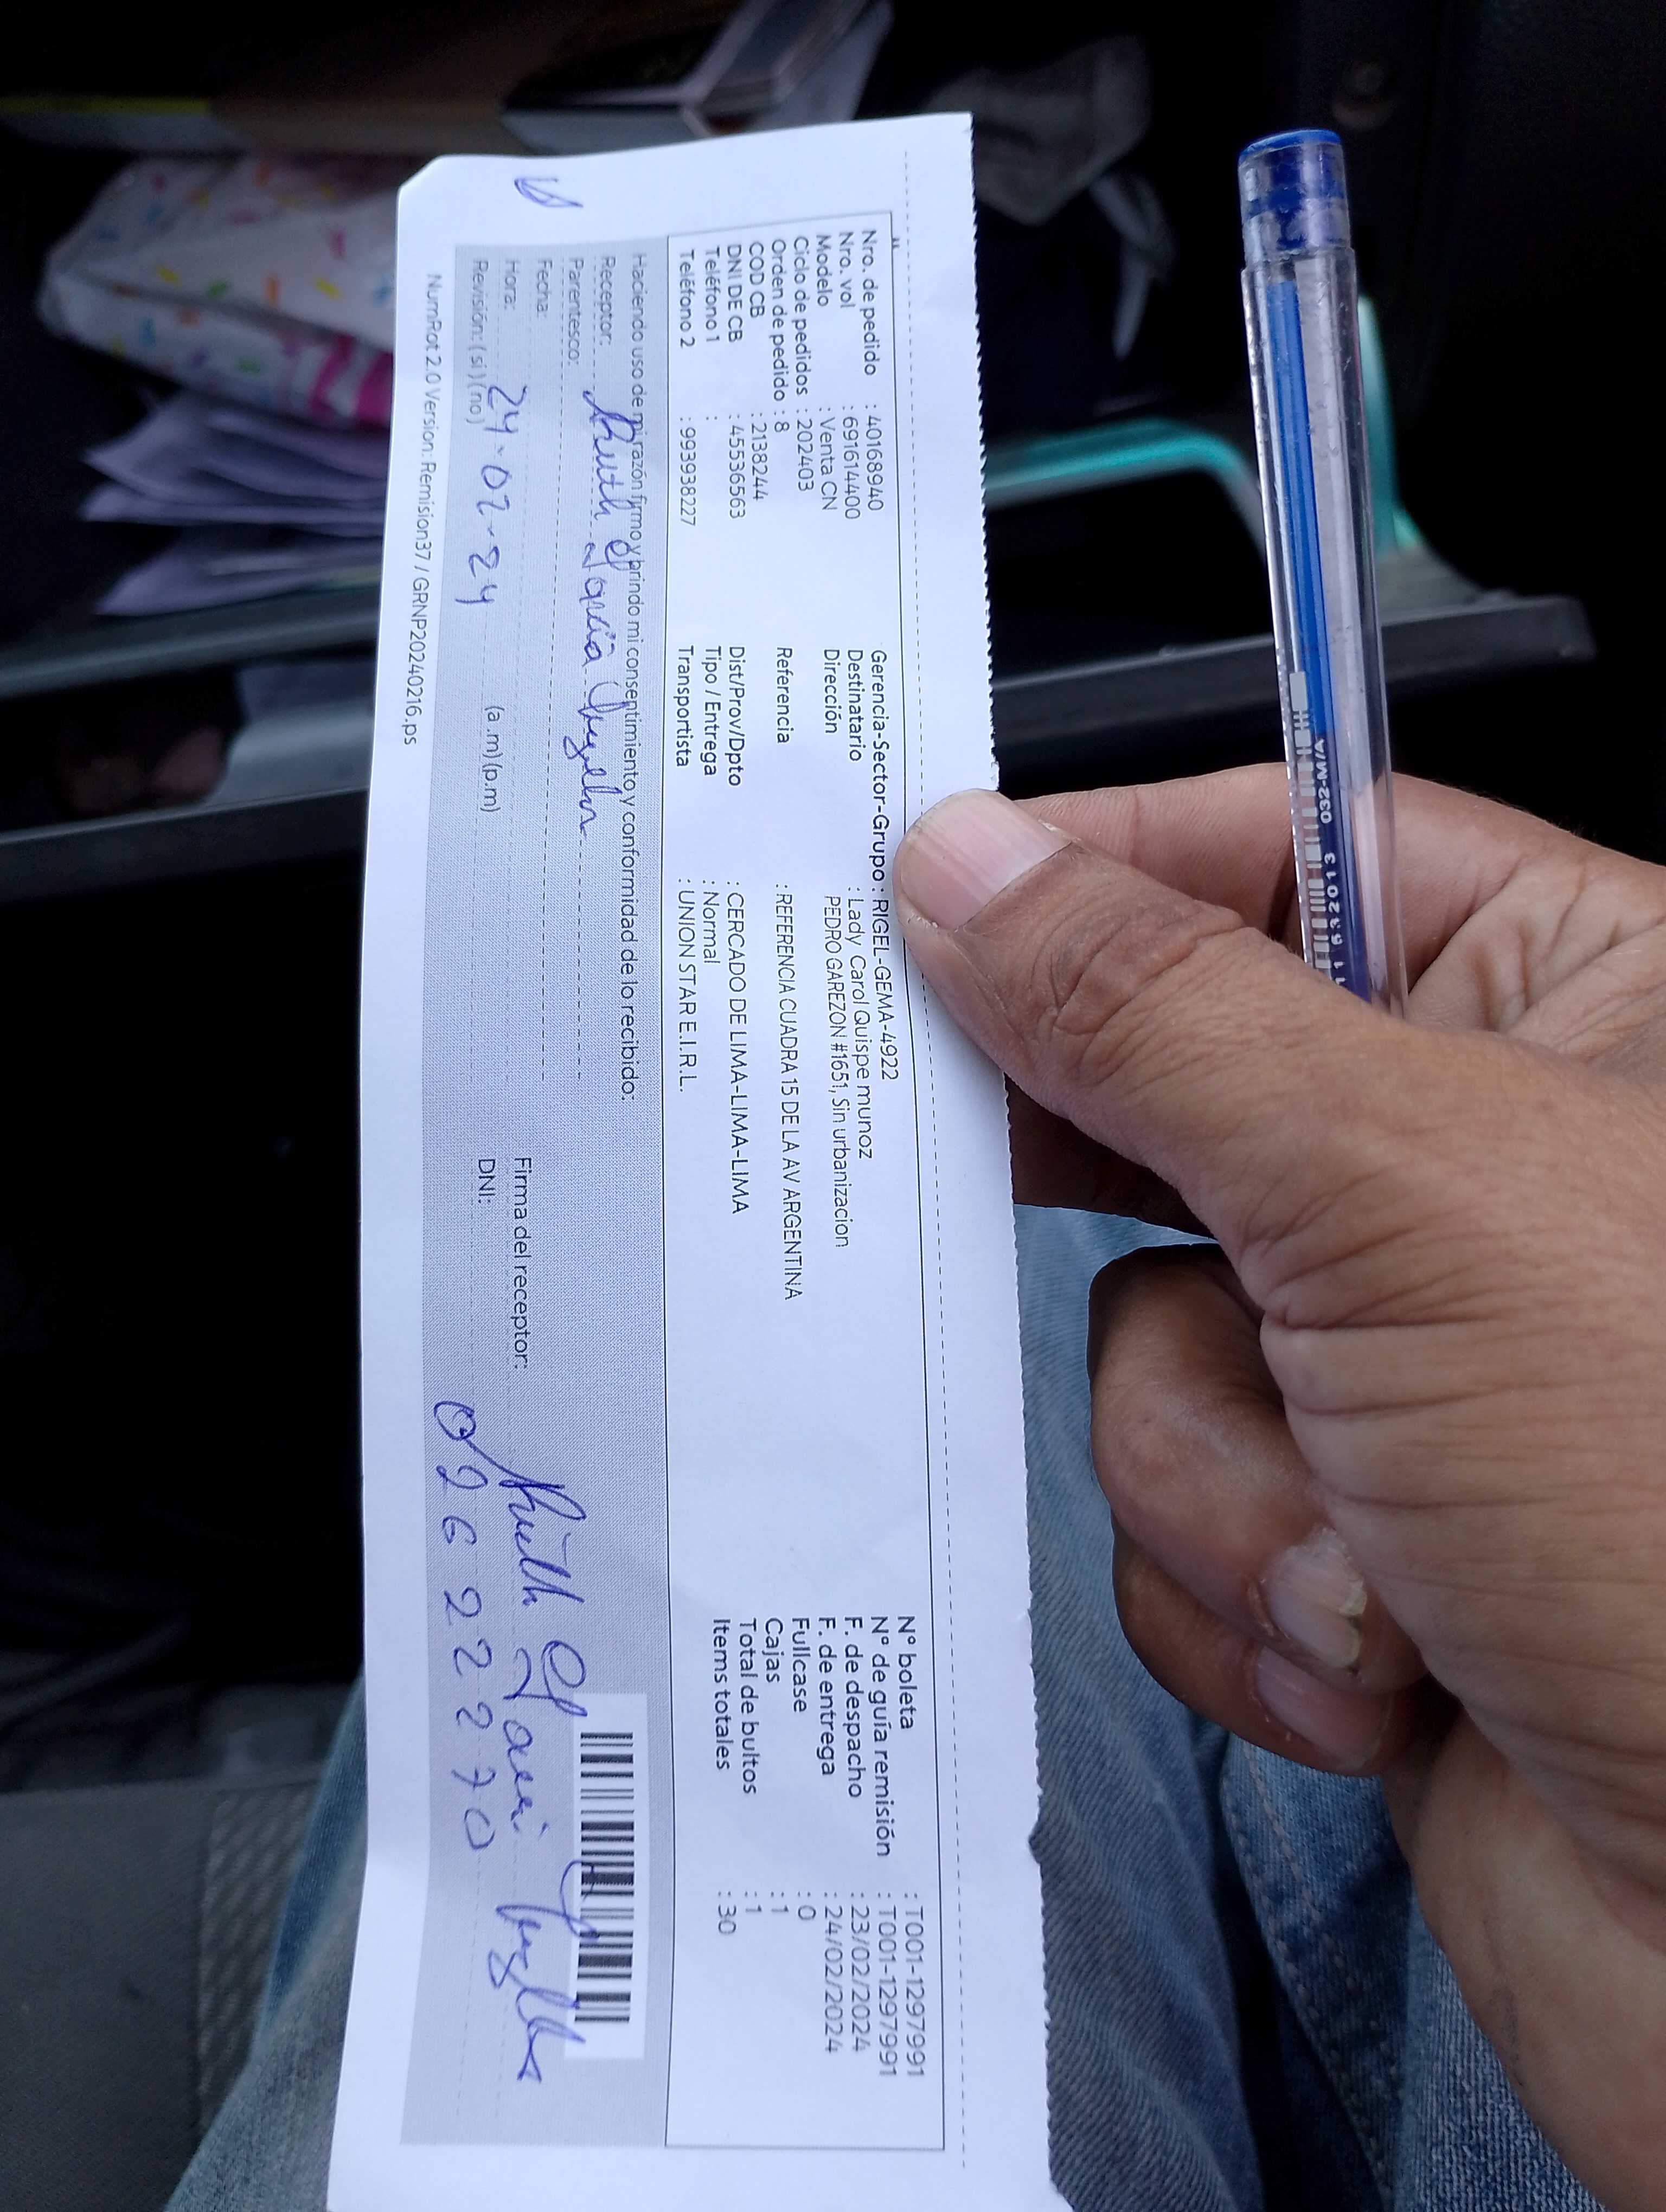 Nro. de pedido : 40168940
Nro. vol : 691614400
Modelo : Venta CN
Ciclo de pedidos : 202403
Orden de pedido : 8
COD CB : 2138244
DNI DE CB : 45536563
Teléfono 1 :
Teléfono 2 : 993938227
Gerencia-Sector-Grupo : RIGEL-GEMA-4922
Destinatario : Lady Carol Quispe munoz
Dirección PEDRO GAREZON #1651, Sin urbanizacion
Referencia : REFERENCIA CUADRA 15 DE LA AV ARGENTINA
Dist/Prov/Dpto : CERCADO DE LIMA-LIMA-LIMA
Tipo / Entrega : Normal
Transportista : UNION STAR E.I.R.L.
N° boleta : T001-1297991
N° de guía remisión : T001-1297991
F. de despacho : 23/02/2024
F. de entrega : 24/02/2024
Fullcase : 0
Cajas : 1
Total de bultos : 1
Items totales : 30
Haciendo uso de mi razón firmo y brindo mi consentimiento y conformidad de lo recibido:
Receptor: Ruth
Parentesco:
Fecha:
Hora: 24-02-24 (a.m) (p.m)
Revisión: (si) (no)
Firma del receptor: Ruth
DNI: 02622270
NumRot 2.0 Version: Remision37 / GRNP20240216.ps
032-M/A